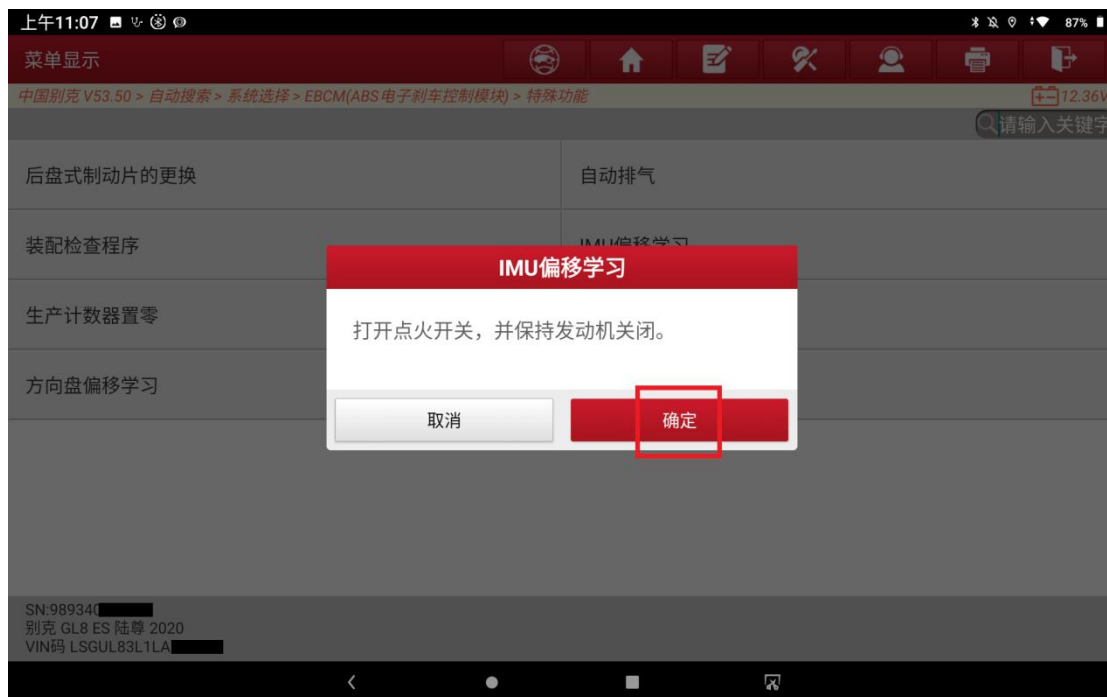 上午11:07
87%
菜单显示
中国别克 V53.50 > 自动搜索 > 系统选择 > EBCM(ABS电子刹车控制模块) > 特殊功能
12.36V
请输入关键字
后盘式制动片的更换
自动排气
装配检查程序
IMU偏移学习
生产计数器置零
方向盘偏移学习
IMU偏移学习
打开点火开关，并保持发动机关闭。
取消
确定
SN:989340
别克 GL8 ES 陆尊 2020
VIN码 LSGUL83L1LA